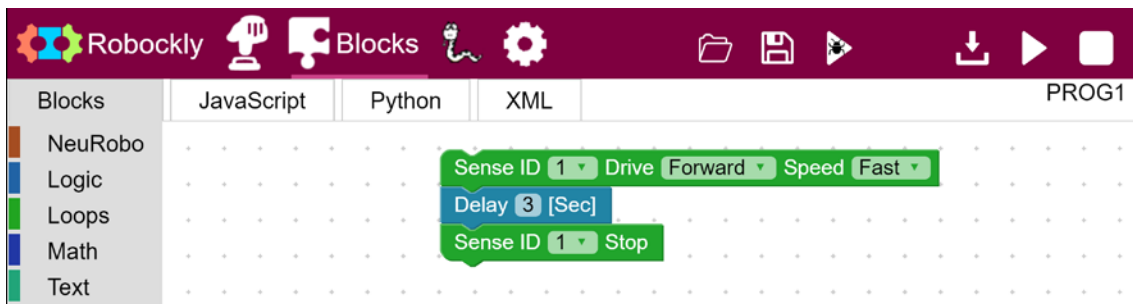 Robockly Blocks
Blocks JavaScript Python XML PROG1
NeuRobo
Logic
Loops
Math
Text
Sense ID 1 Drive Forward Speed Fast
Delay 3 [Sec]
Sense ID 1 Stop